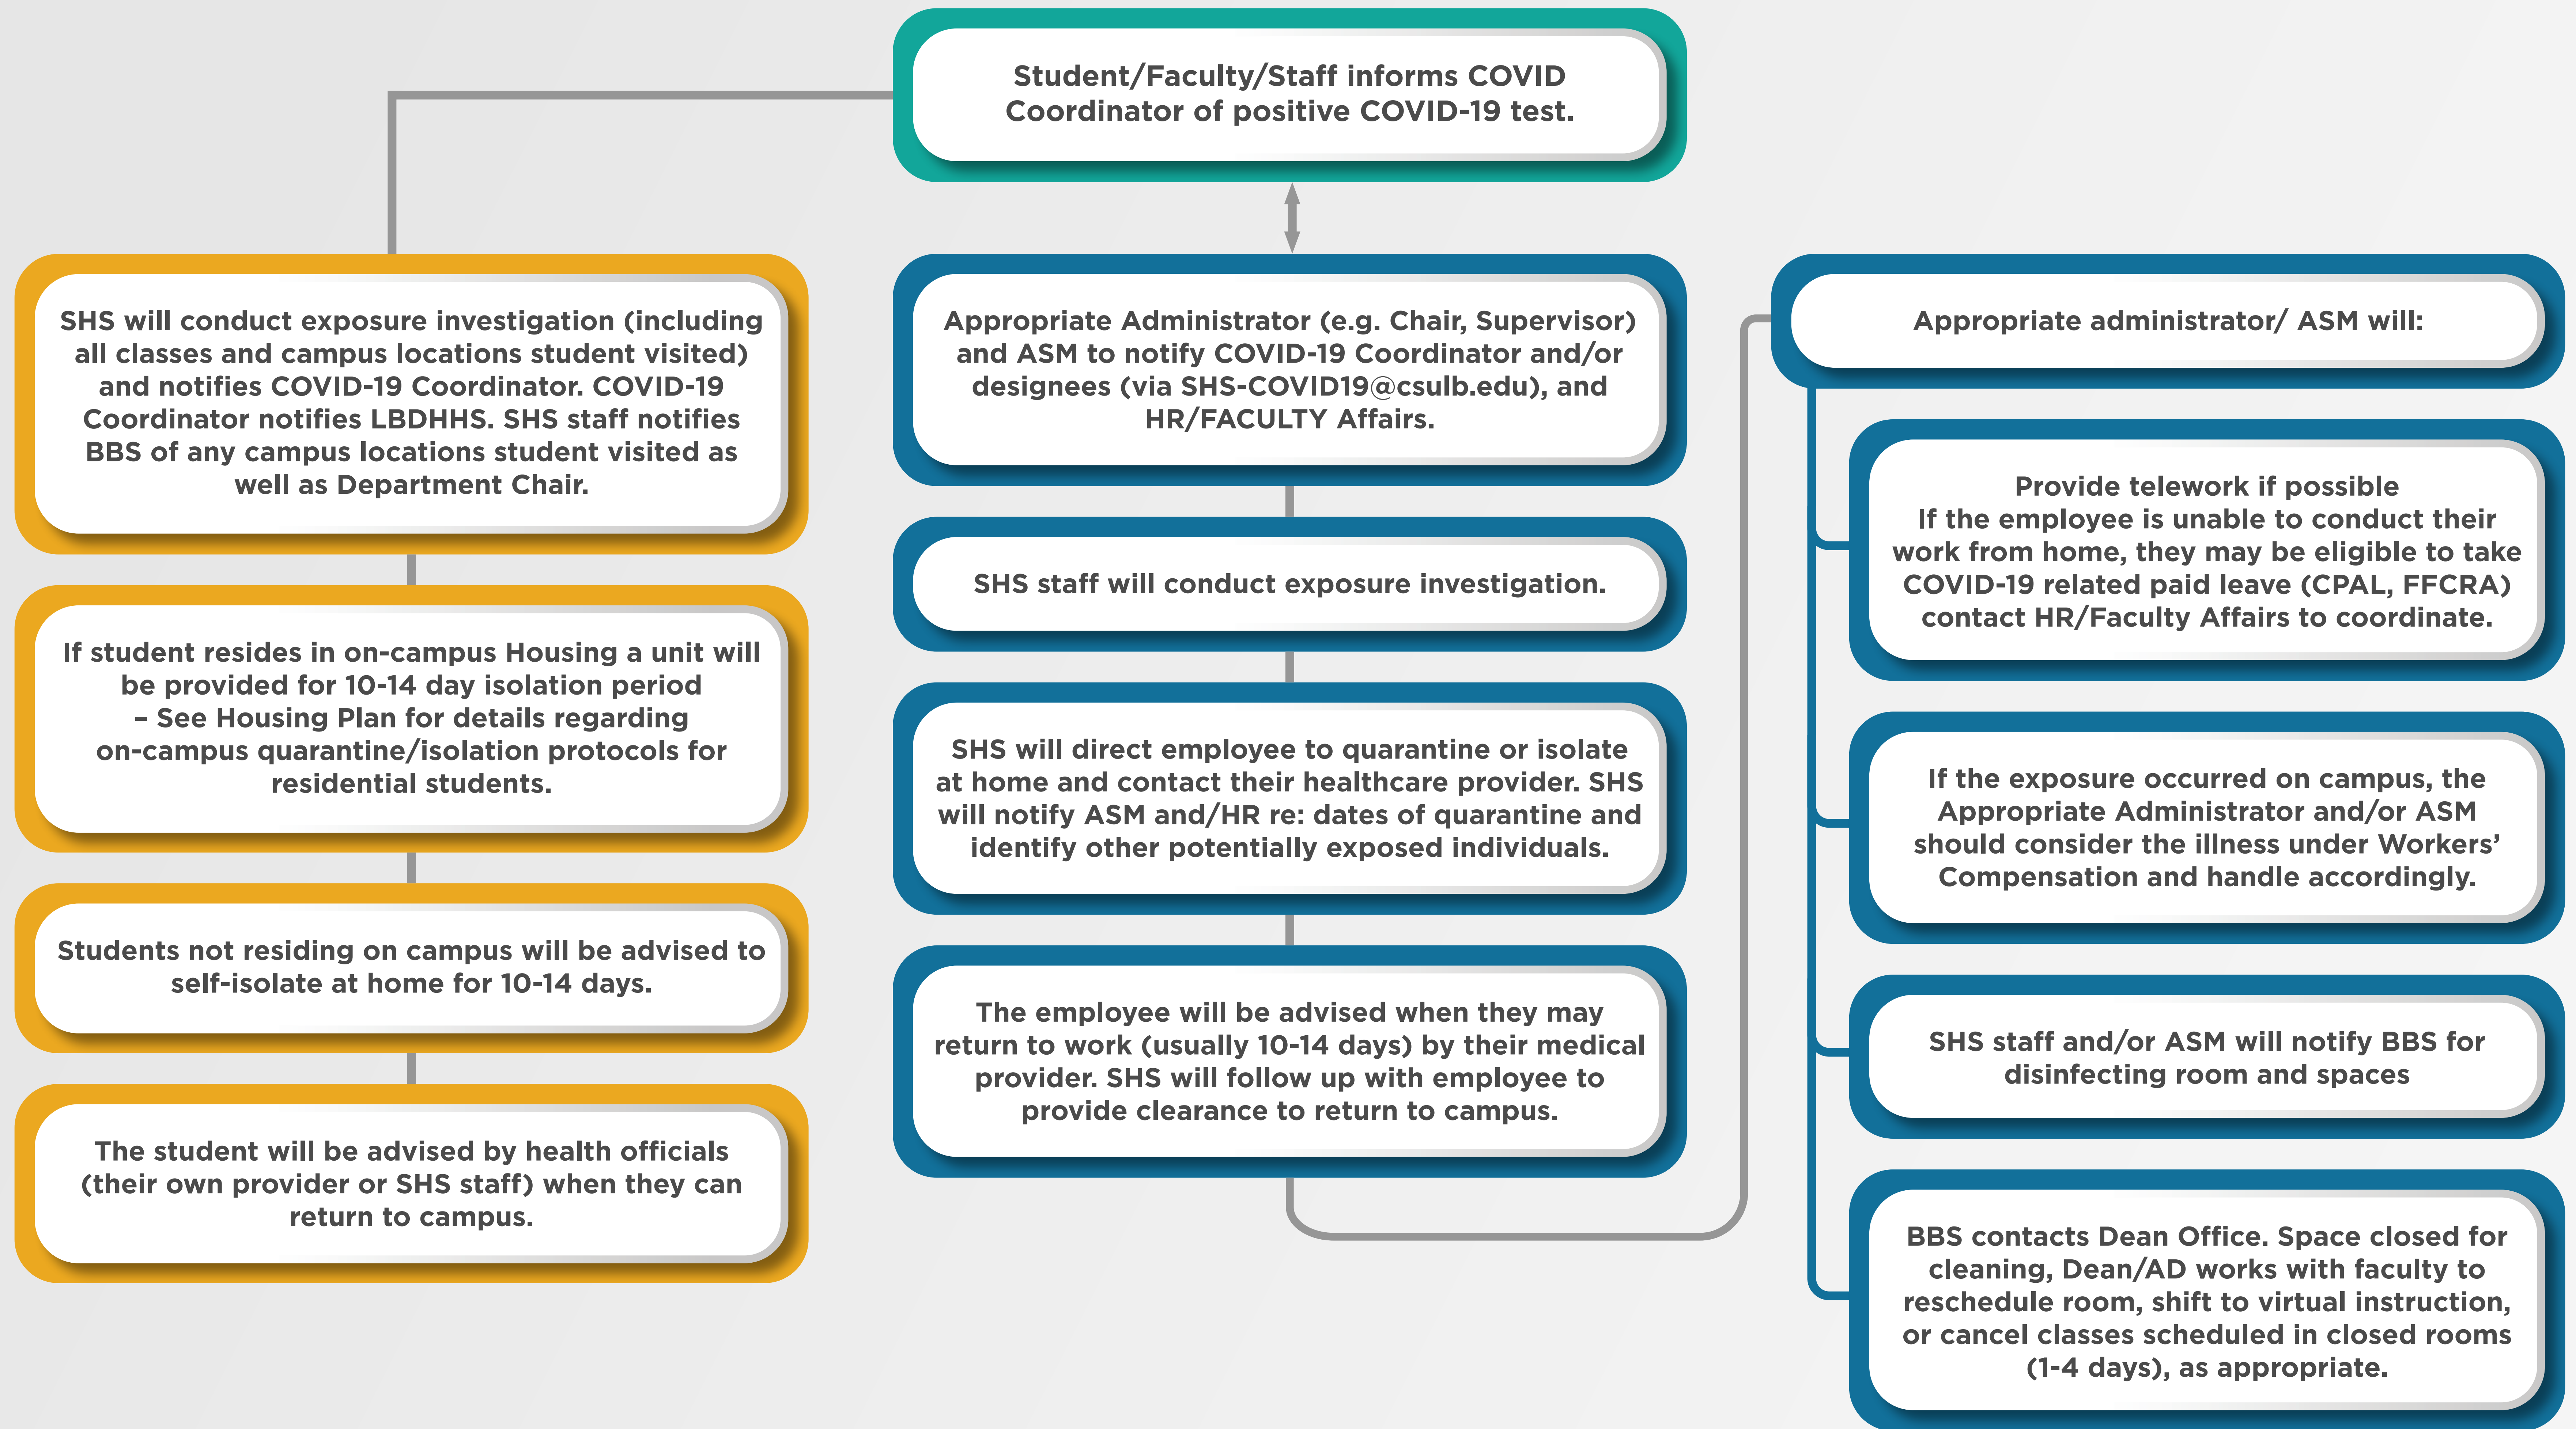 Student/Faculty/Staff informs COVID
Coordinator of positive COVID-19 test.
SHS will conduct exposure investigation (including
all classes and campus locations student visited)
and notifies COVID-19 Coordinator. COVID-19
Coordinator notifies LBDHHS. SHS staff notifies
BBS of any campus locations student visited as
well as Department Chair.
If student resides in on-campus Housing a unit will
be provided for 10-14 day isolation period
– See Housing Plan for details regarding
on-campus quarantine/isolation protocols for
residential students.
Students not residing on campus will be advised to
self-isolate at home for 10-14 days.
The student will be advised by health officials
(their own provider or SHS staff) when they can
return to campus.
Appropriate Administrator (e.g. Chair, Supervisor)
and ASM to notify COVID-19 Coordinator and/or
designees (via SHS-COVID19@csulb.edu), and
HR/FACULTY Affairs.
SHS staff will conduct exposure investigation.
SHS will direct employee to quarantine or isolate
at home and contact their healthcare provider. SHS
will notify ASM and/HR re: dates of quarantine and
identify other potentially exposed individuals.
The employee will be advised when they may
return to work (usually 10-14 days) by their medical
provider. SHS will follow up with employee to
provide clearance to return to campus.
Appropriate administrator/ ASM will:
Provide telework if possible
If the employee is unable to conduct their
work from home, they may be eligible to take
COVID-19 related paid leave (CPAL, FFCRA)
contact HR/Faculty Affairs to coordinate.
If the exposure occurred on campus, the
Appropriate Administrator and/or ASM
should consider the illness under Workers’
Compensation and handle accordingly.
SHS staff and/or ASM will notify BBS for
disinfecting room and spaces
BBS contacts Dean Office. Space closed for
cleaning, Dean/AD works with faculty to
reschedule room, shift to virtual instruction,
or cancel classes scheduled in closed rooms
(1-4 days), as appropriate.